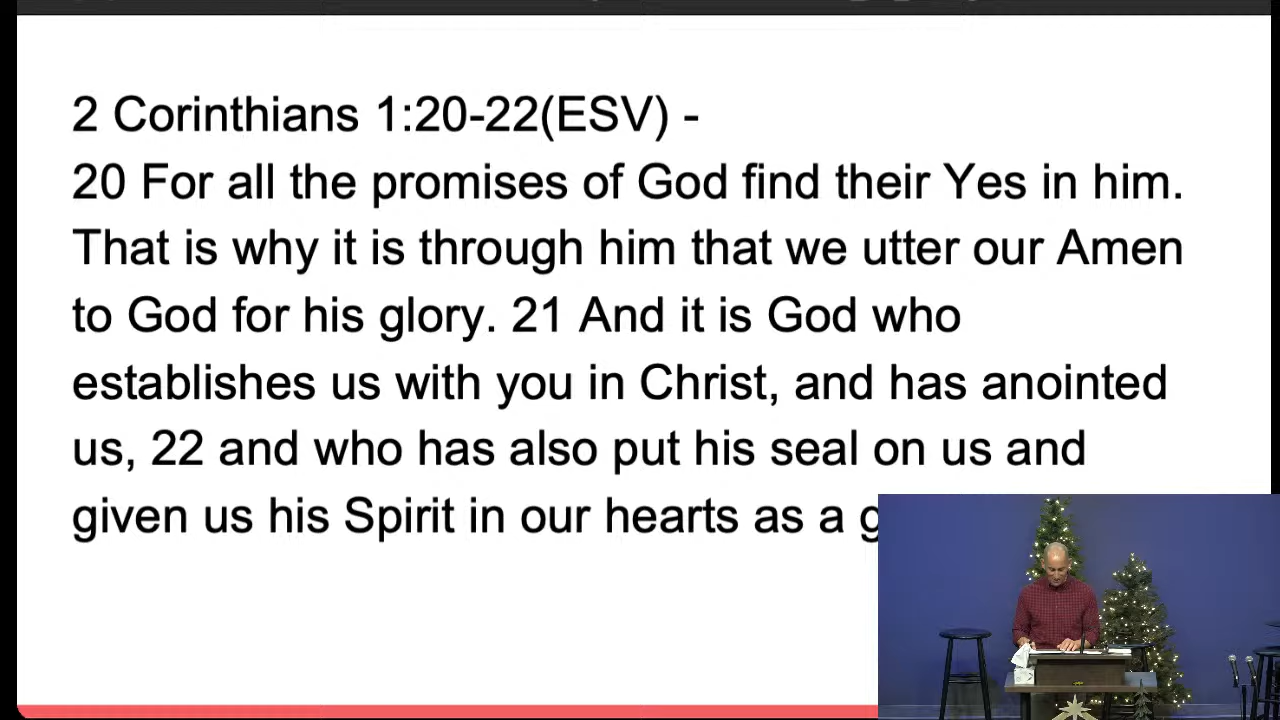 2 Corinthians 1:20-22(ESV) -
20 For all the promises of God find their Yes in him.
That is why it is through him that we utter our Amen
to God for his glory. 21 And it is God who
establishes us with you in Christ, and has anointed
us, 22 and who has also put his seal on us and
given us his Spirit in our hearts as a